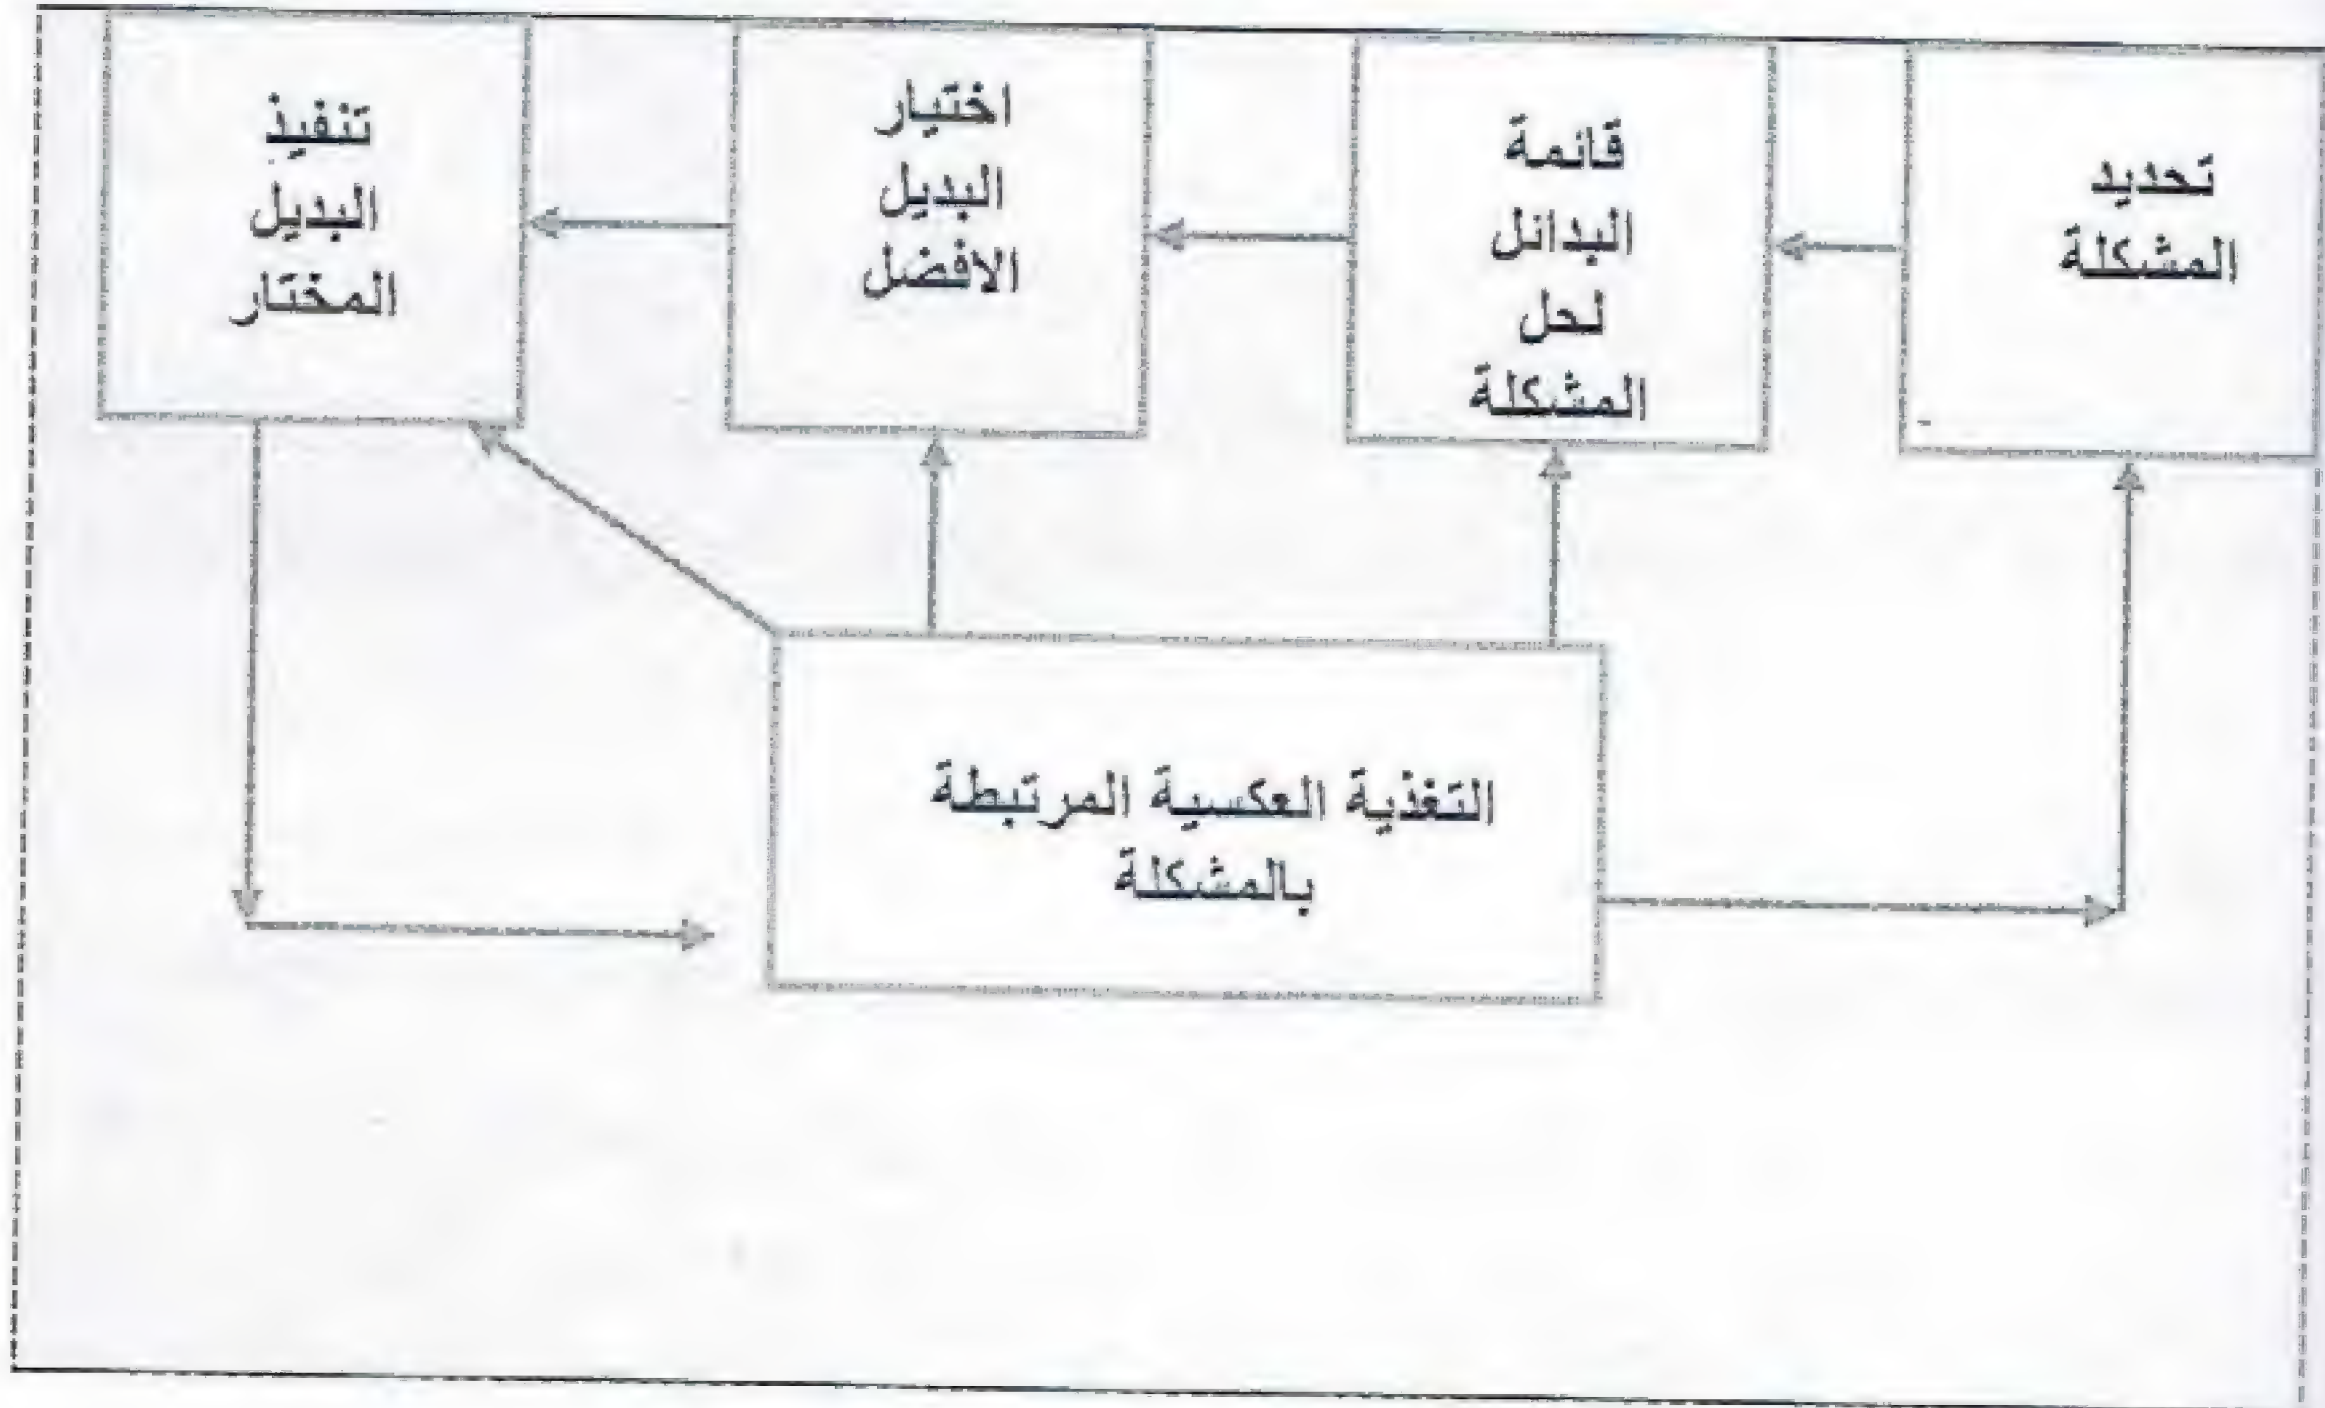 تحديد
المشكلة
قائمة
البدائل
لحل
المشكلة
اختيار
البديل
الافضل
تنفيذ
البديل
المختار
التغذية العكسية المرتبطة
بالمشكلة